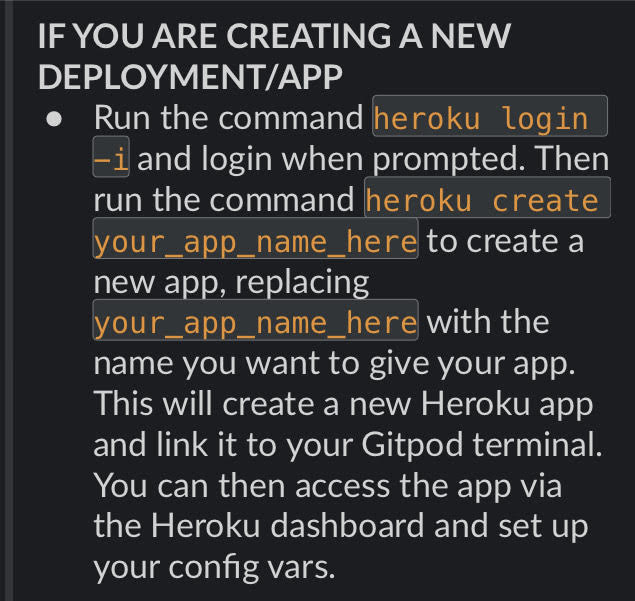 IF YOU ARE CREATING A NEW
DEPLOYMENT/APP
● Run the command heroku login
–i and login when prompted. Then
run the command heroku create
your_app_name_here to create a
new app, replacing
your_app_name_here with the
name you want to give your app.
This will create a new Heroku app
and link it to your Gitpod terminal.
You can then access the app via
the Heroku dashboard and set up
your config vars.